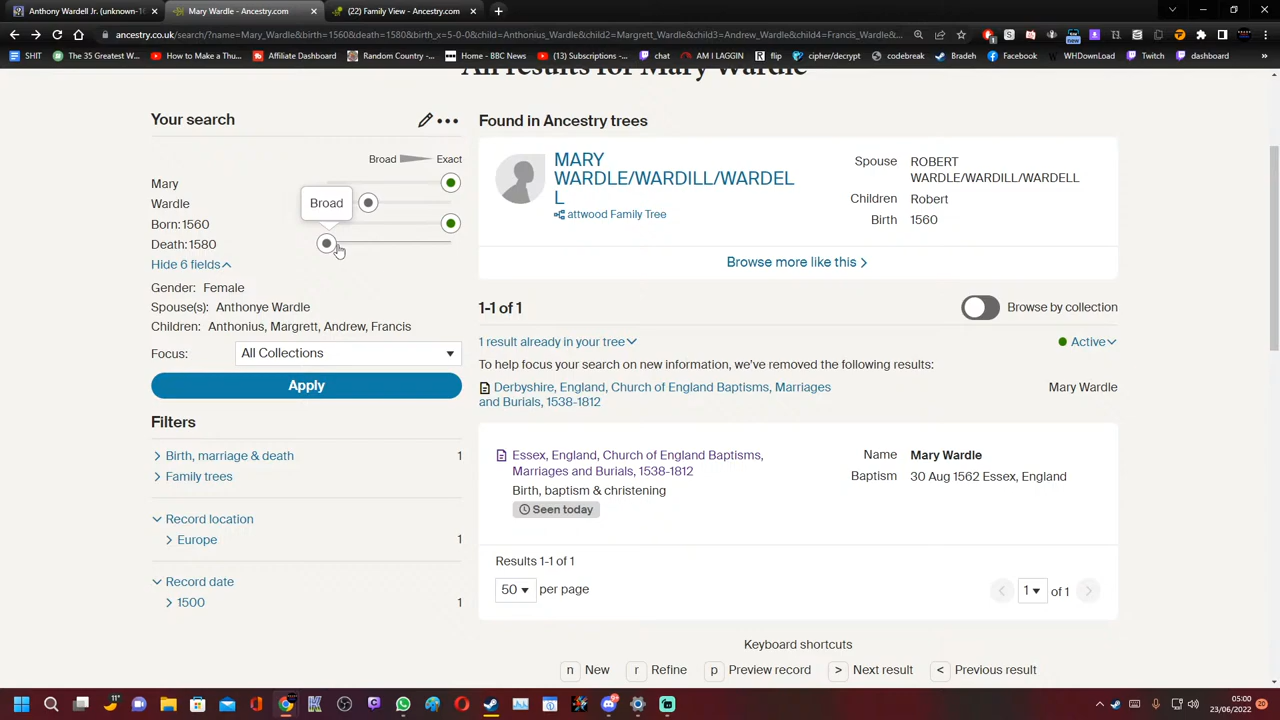 Anthony Wardell Jr. (unknown-1
Mary Wardle - Ancestry.com
(22) Family View - Ancestry.com
ancestry.co.uk/search/?name=Mary_Wardle&birth=1560&death=1580&birth_x=5-0-0&child=Anthonius_Wardle&child2=Margrett_Wardle&child3=Andrew_Wardle&child4=Francis_Wardle&...
SHIT
The 35 Greatest W...
How to Make a Thu...
Affiliate Dashboard
Random Country -...
Home - BBC News
(13) Subscriptions -...
chat
AM I LAGGIN
flip
cipher/decrypt
codebreak
Bradeh
Facebook
WHDownload
Twitch
dashboard
All results for Mary Wardle
Your search
Broad Exact
Mary
Wardle
Broad
Born: 1560
Death: 1580
Hide 6 fields
Gender: Female
Spouse(s): Anthonye Wardle
Children: Anthonius, Margrett, Andrew, Francis
Focus: All Collections
Apply
Filters
Birth, marriage & death 1
Family trees
Record location
Europe 1
Record date
1500 1
Found in Ancestry trees
MARY
WARDLE/WARDILL/WARDEL
L
attwood Family Tree
Spouse ROBERT
WARDLE/WARDILL/WARDELL
Children Robert
Birth 1560
Browse more like this
1-1 of 1
Browse by collection
1 result already in your tree
Active
To help focus your search on new information, we've removed the following results:
Derbyshire, England, Church of England Baptisms, Marriages
and Burials, 1538-1812
Mary Wardle
Essex, England, Church of England Baptisms,
Marriages and Burials, 1538-1812
Birth, baptism & christening
Seen today
Name Mary Wardle
Baptism 30 Aug 1562 Essex, England
Results 1-1 of 1
50 per page
1 of 1
Keyboard shortcuts
n New r Refine p Preview record > Next result < Previous result
05:00
23/06/2022